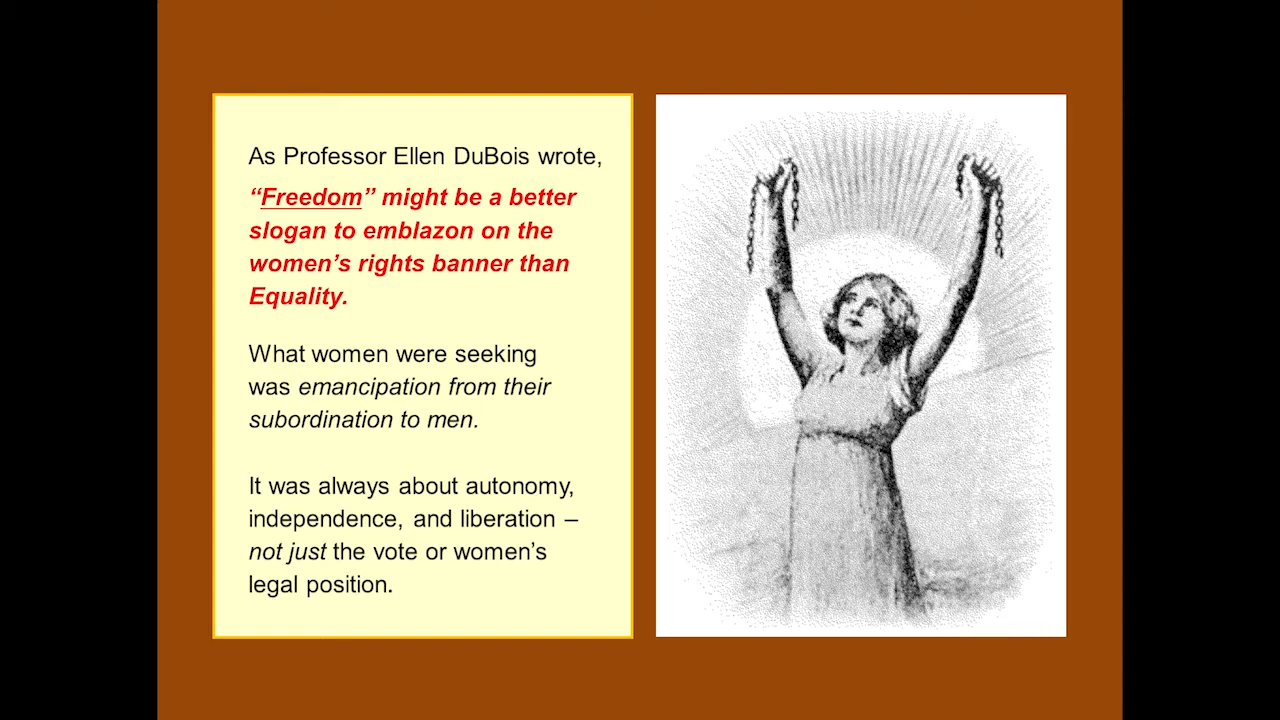 As Professor Ellen DuBois wrote,
“Freedom” might be a better
slogan to emblazon on the
women’s rights banner than
Equality.
What women were seeking
was emancipation from their
subordination to men.
It was always about autonomy,
independence, and liberation –
not just the vote or women’s
legal position.